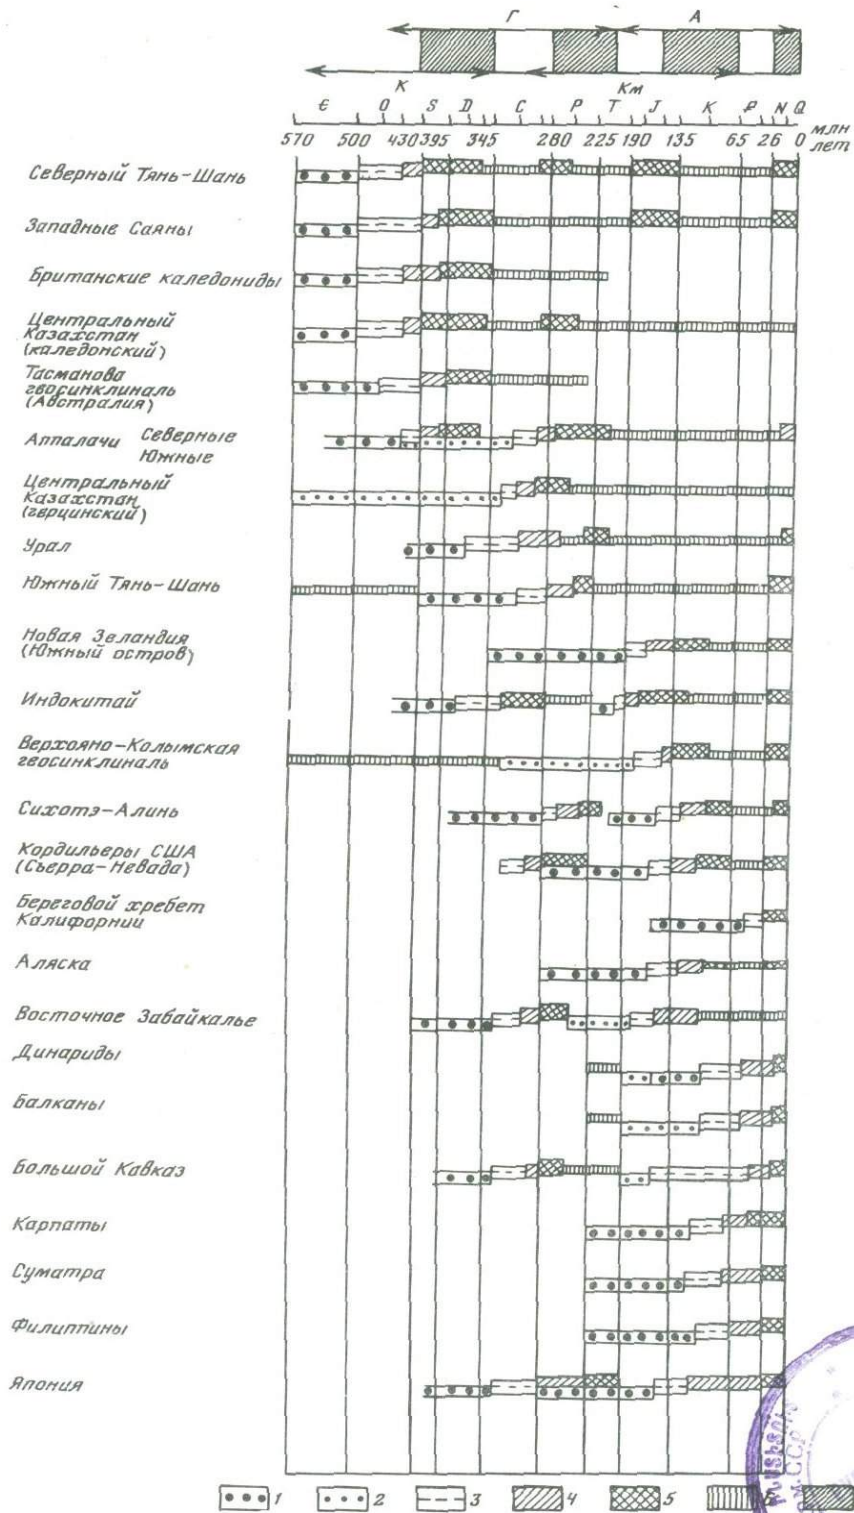 Г А
К Км
Є О S D C P T J K ₽ N Q
570 500 430 395 345 280 225 190 135 65 26 0 млн лет
Северный Тянь-Шань
Западные Саяны
Британские каледониды
Центральный
Казахстан
(каледонский)
Тасманова
геосинклиналь
(Австралия)
Аппалачи Северные
Южные
Центральный
Казахстан
(герцинский)
Урал
Южный Тянь-Шань
Новая Зеландия
(Южный остров)
Индокитай
Верхояно-Колымская
геосинклиналь
Сихотэ-Алинь
Кордильеры США
(Сьерра-Невада)
Береговой хребет
Калифорнии
Аляска
Восточное Забайкалье
Динариды
Балканы
Большой Кавказ
Карпаты
Суматра
Филиппины
Япония
1 2 3 4 5 6